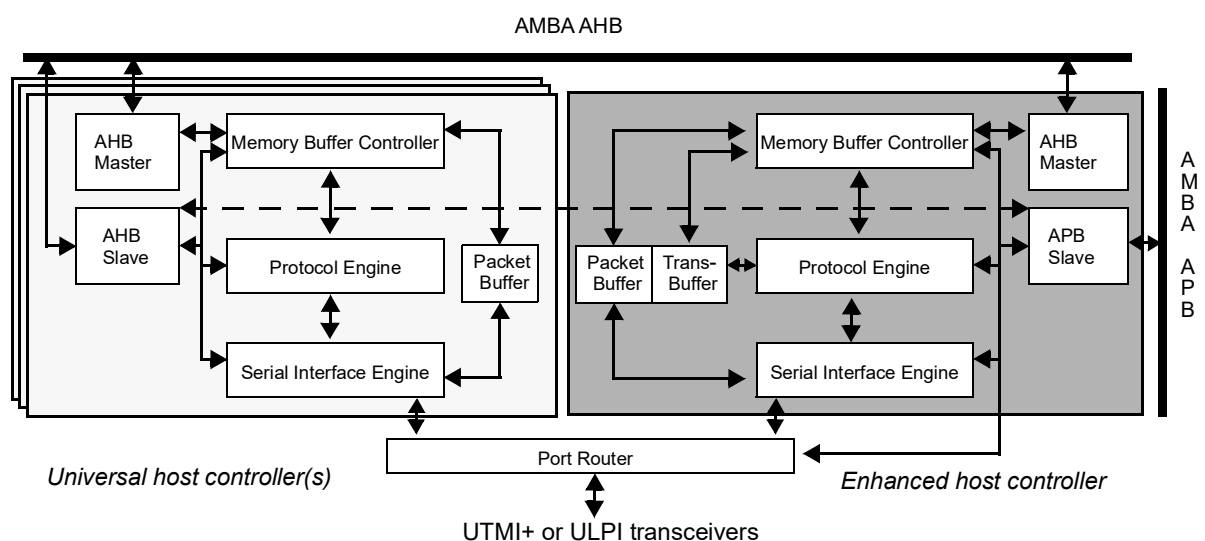 AMBA AHB
AHB
Master
Memory Buffer Controller
AHB
Slave
Protocol Engine
Packet
Buffer
Serial Interface Engine
Memory Buffer Controller
AHB
Master
Packet
Buffer
Trans-
Buffer
Protocol Engine
APB
Slave
Serial Interface Engine
AMBA APB
Port Router
Universal host controller(s)
Enhanced host controller
UTMI+ or ULPI transceivers